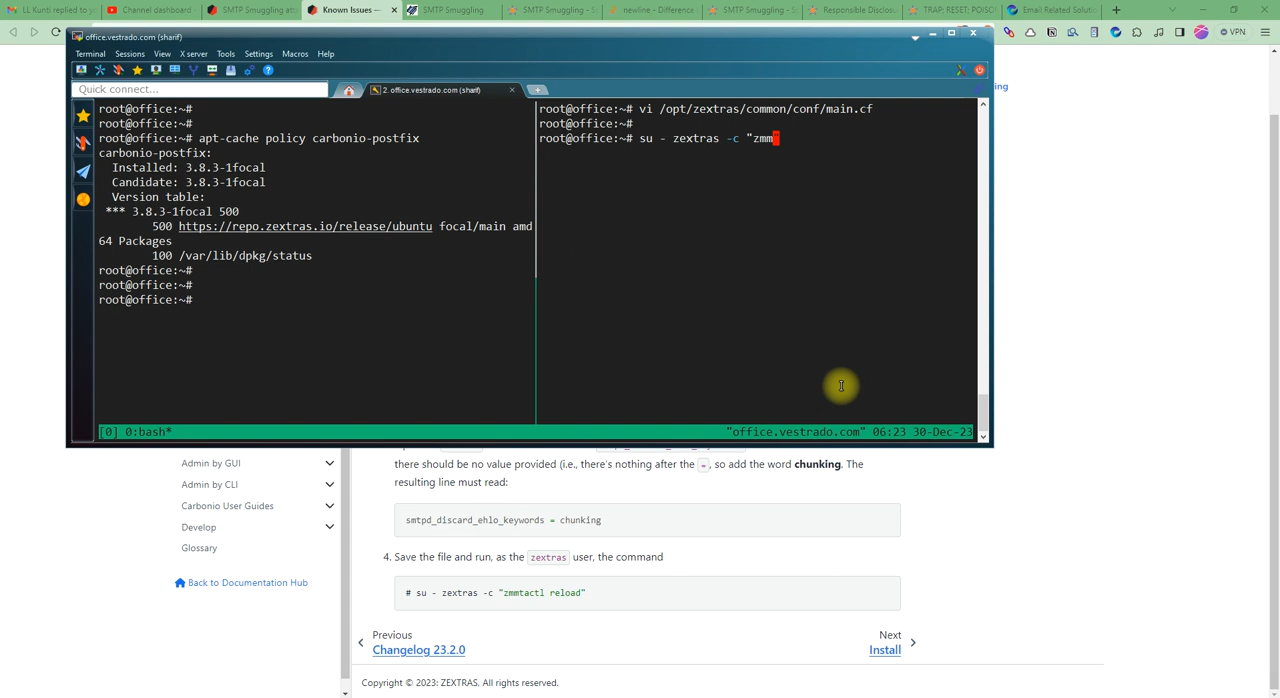 LL Kunti replied to yo
Channel dashboard
SMTP Smuggling atta
Known Issues —
SMTP Smuggling
SMTP Smuggling - S
newline - Difference
SMTP Smuggling - S
Responsible Disclosu
TRAP; RESET; POISO
Email Related Soluti
VPN
office.vestrado.com (sharif)
Terminal Sessions View X server Tools Settings Macros Help
Quick connect...
2. office.vestrado.com (sharif)
root@office:~#
root@office:~#
root@office:~# apt-cache policy carbonio-postfix
carbonio-postfix:
Installed: 3.8.3-1focal
Candidate: 3.8.3-1focal
Version table:
*** 3.8.3-1focal 500
500 https://repo.zextras.io/release/ubuntu focal/main amd
64 Packages
100 /var/lib/dpkg/status
root@office:~#
root@office:~#
root@office:~#
root@office:~# vi /opt/zextras/common/conf/main.cf
root@office:~#
root@office:~# su - zextras -c "zmm"
[0] 0:bash*
"office.vestrado.com" 06:23 30-Dec-23
ing
Admin by GUI
Admin by CLI
Carbonio User Guides
Develop
Glossary
Back to Documentation Hub
there should be no value provided (i.e., there's nothing after the =, so add the word chunking. The
resulting line must read:
smtpd_discard_ehlo_keywords = chunking
4. Save the file and run, as the zextras user, the command
# su - zextras -c "zmmtactl reload"
Previous
Changelog 23.2.0
Next
Install
Copyright © 2023: ZEXTRAS, All rights reserved.